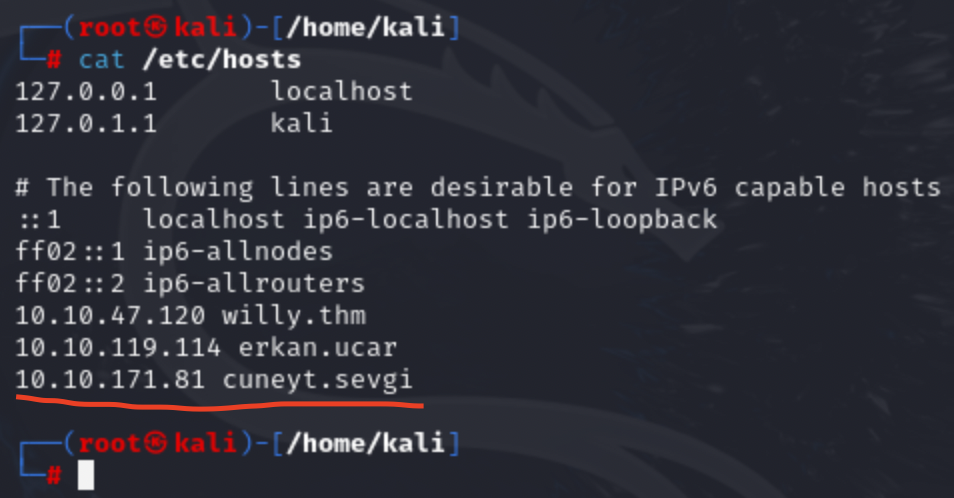 ┌──(root㉿kali)-[/home/kali]
└─# cat /etc/hosts
127.0.0.1       localhost
127.0.1.1       kali

# The following lines are desirable for IPv6 capable hosts
::1     localhost ip6-localhost ip6-loopback
ff02::1 ip6-allnodes
ff02::2 ip6-allrouters
10.10.47.120 willy.thm
10.10.119.114 erkan.ucar
10.10.171.81 cuneyt.sevgi

┌──(root㉿kali)-[/home/kali]
└─#